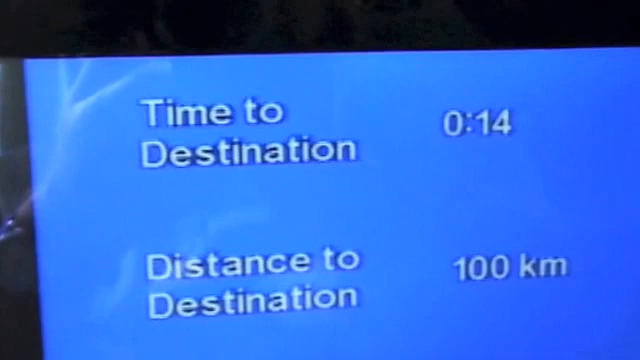 Time to
Destination
0:14
Distance to
Destination
100 km